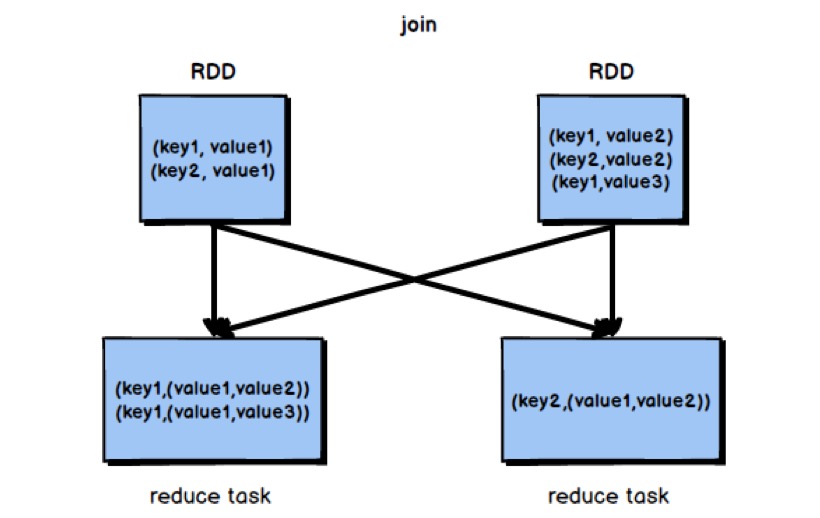 join
RDD
RDD
(key1, value1)
(key2, value1)
(key1, value2)
(key2,value2)
(key1,value3)
(key1,(value1,value2))
(key1,(value1,value3))
(key2,(value1,value2))
reduce task
reduce task